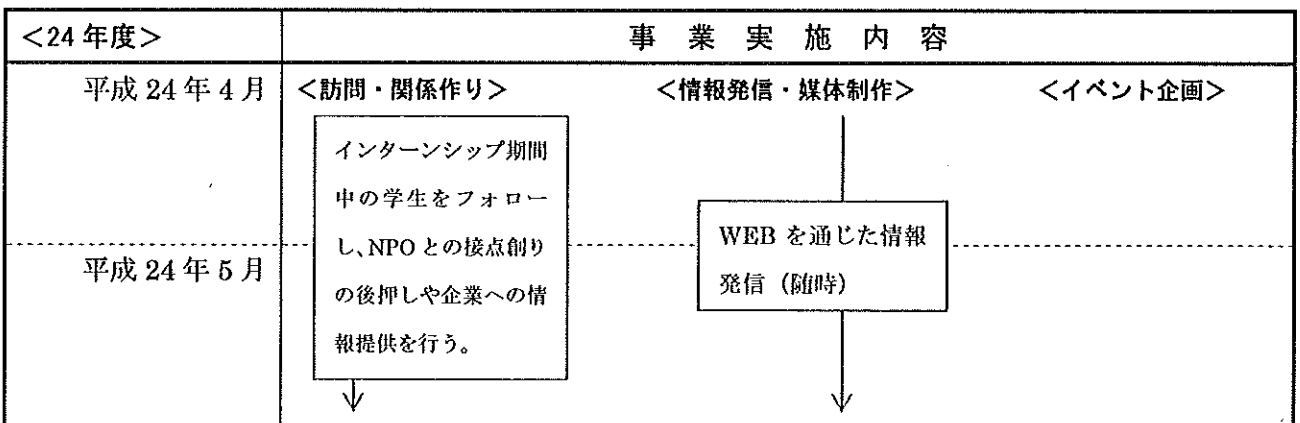 <24年度>
事業実施内容
平成24年4月
<訪問・関係作り>
<情報発信・媒体制作>
<イベント企画>
インターンシップ期間
中の学生をフォロー
し、NPOとの接点創り
の後押しや企業への情
報提供を行う。
WEBを通じた情報
発信（随時）
平成24年5月